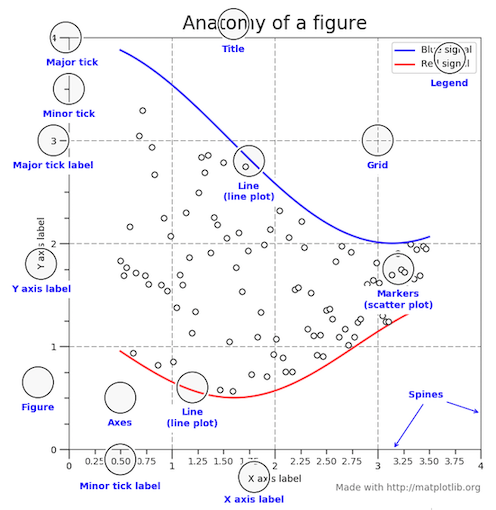 Anatomy of a figure
4
Blue signal
Major tick
Title
Red signal
Legend
Minor tick
3
Major tick label
Grid
Line
(line plot)
Y axis label
2
Y axis label
Markers
(scatter plot)
1
Figure
Axes
Line
(line plot)
Spines
0
0 0.25 0.50 0.75 1 1.25 1.50 2 2.25 2.50 2.75 3 3.25 3.50 3.75 4
Minor tick label
X axis label
X axis label
Made with http://matplotlib.org